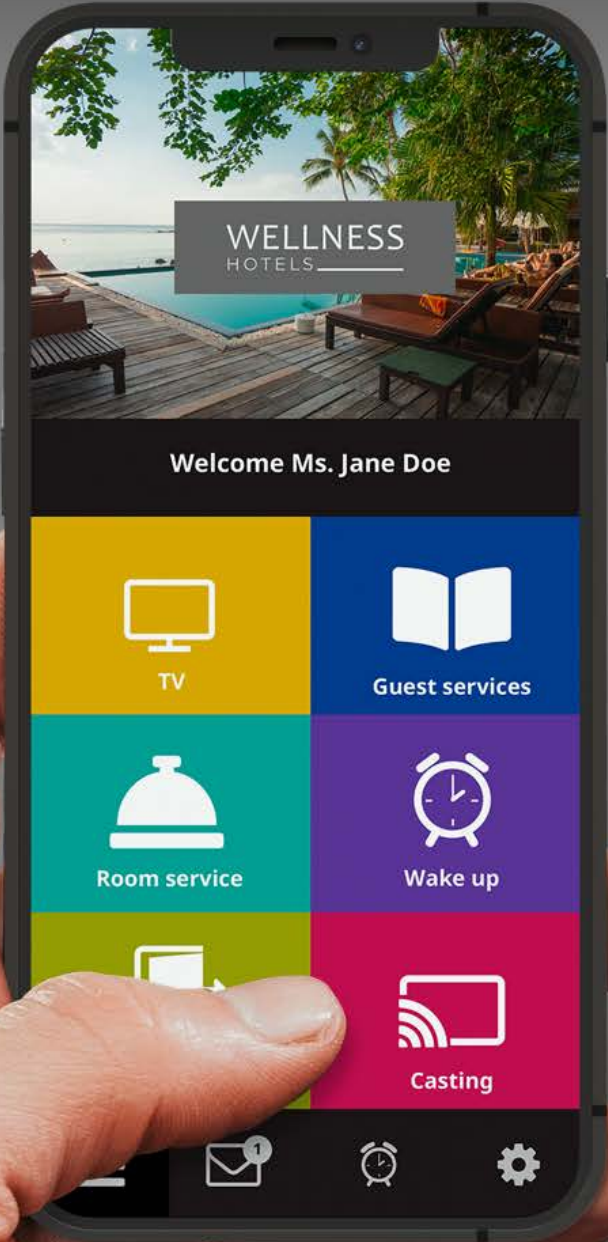 WELLNESS
HOTELS
Welcome Ms. Jane Doe
TV
Guest services
Room service
Wake up
Casting
1